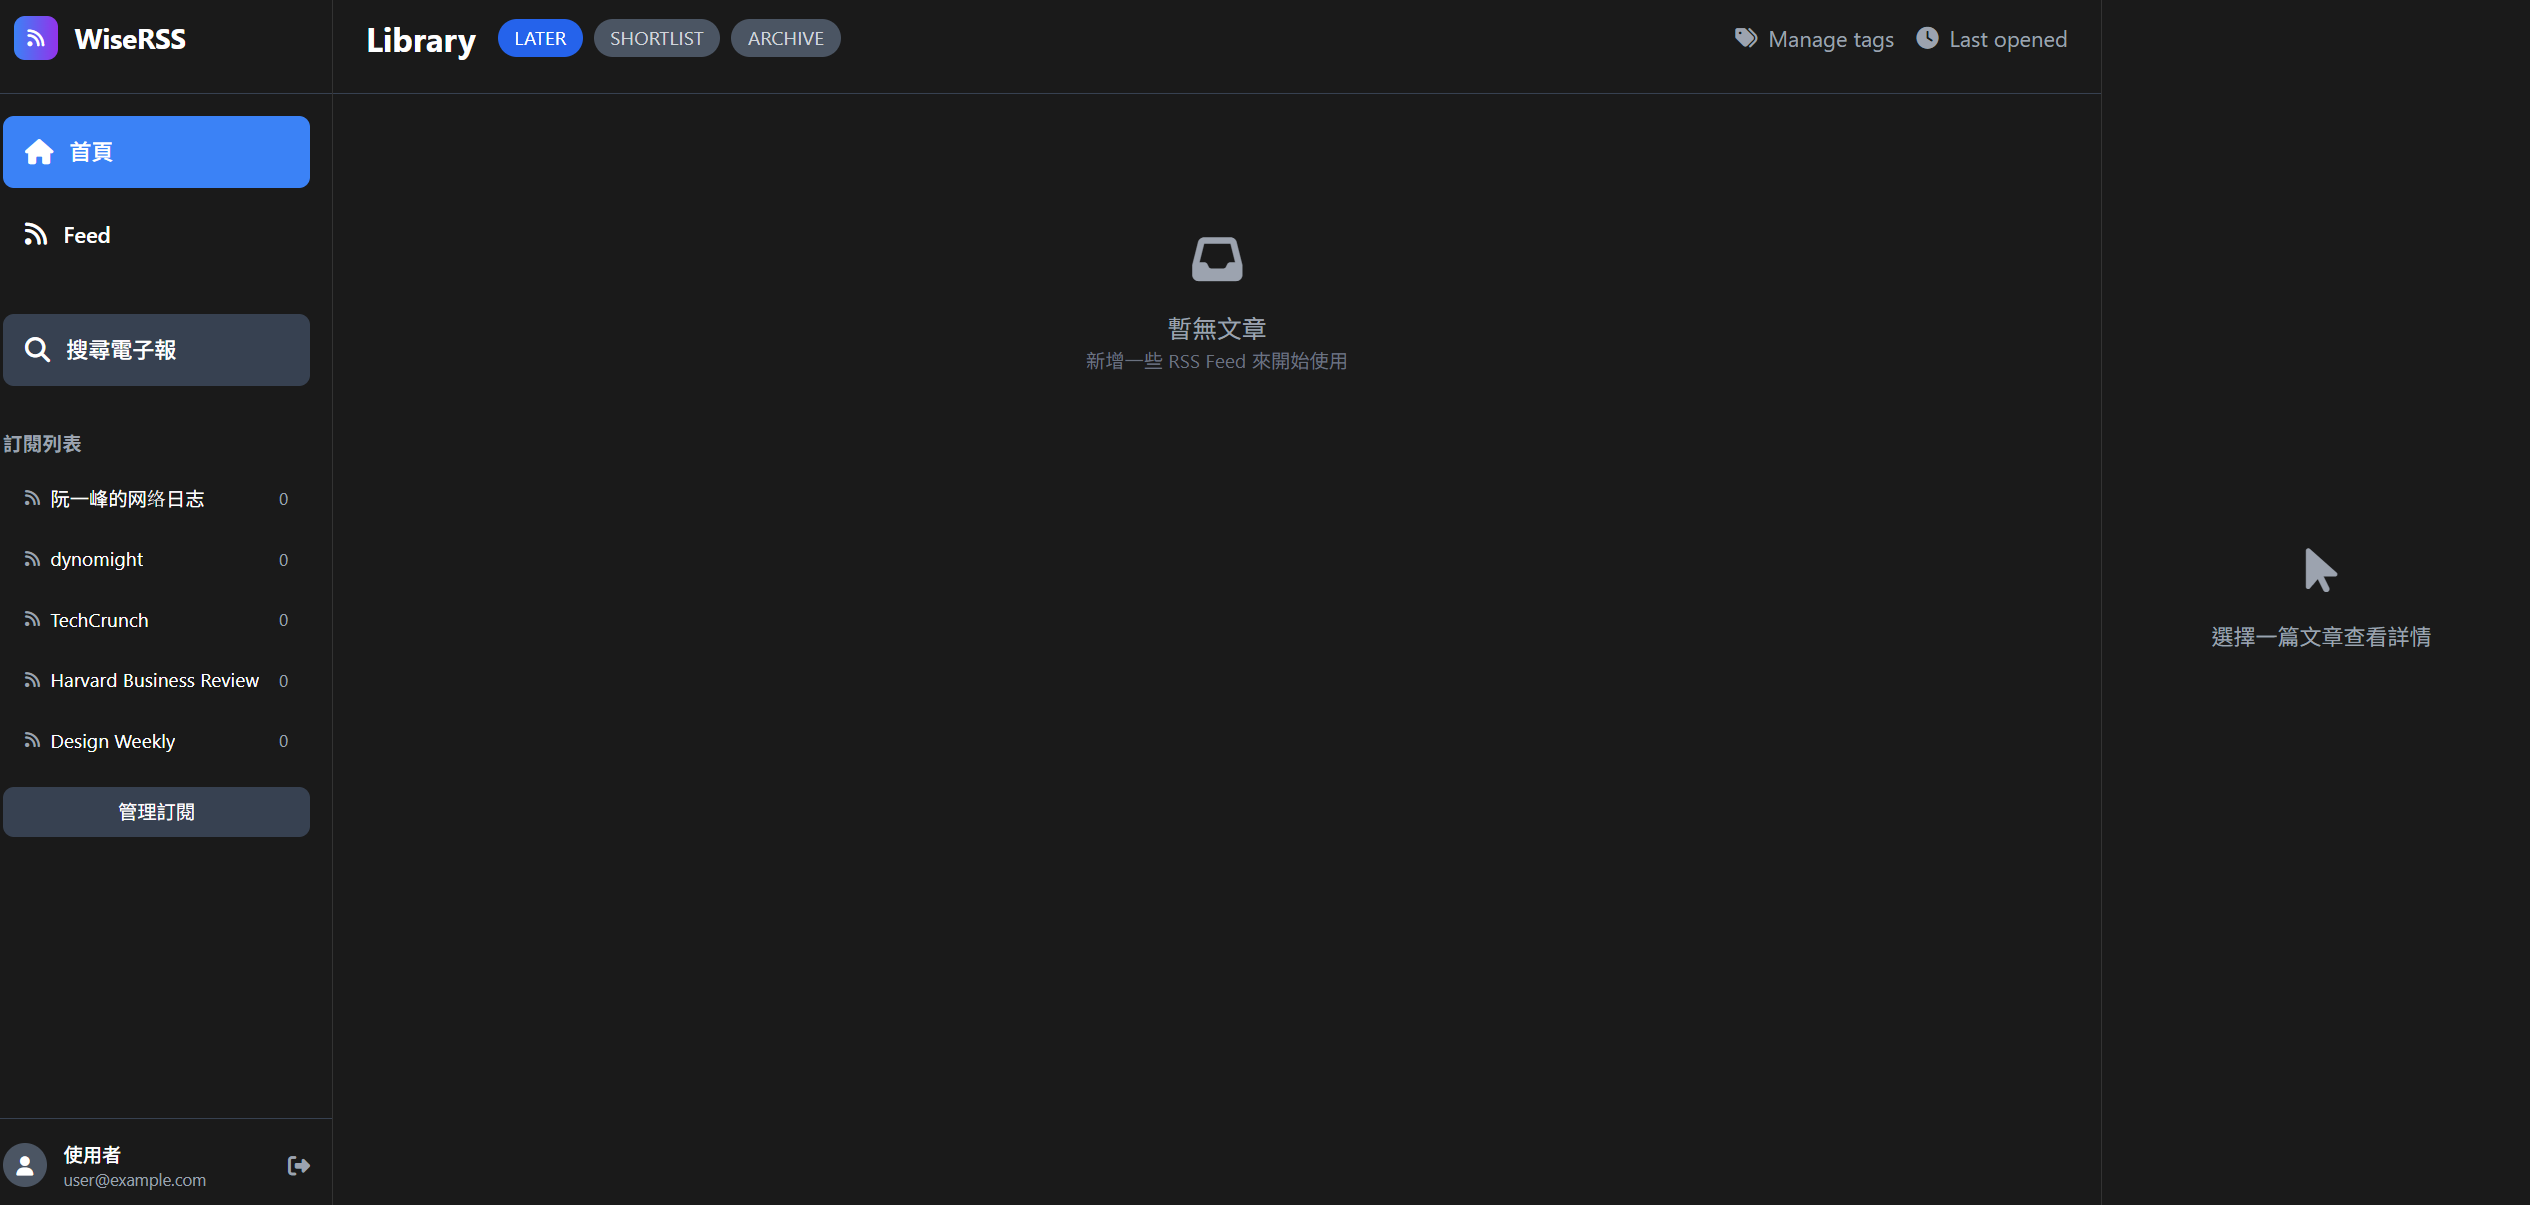 WiseRSS
首頁
Feed
搜尋電子報
訂閱列表
阮一峰的网络日志 0
dynomight 0
TechCrunch 0
Harvard Business Review 0
Design Weekly 0
管理訂閱
使用者
user@example.com
Library LATER SHORTLIST ARCHIVE Manage tags Last opened
暫無文章
新增一些 RSS Feed 來開始使用
選擇一篇文章查看詳情